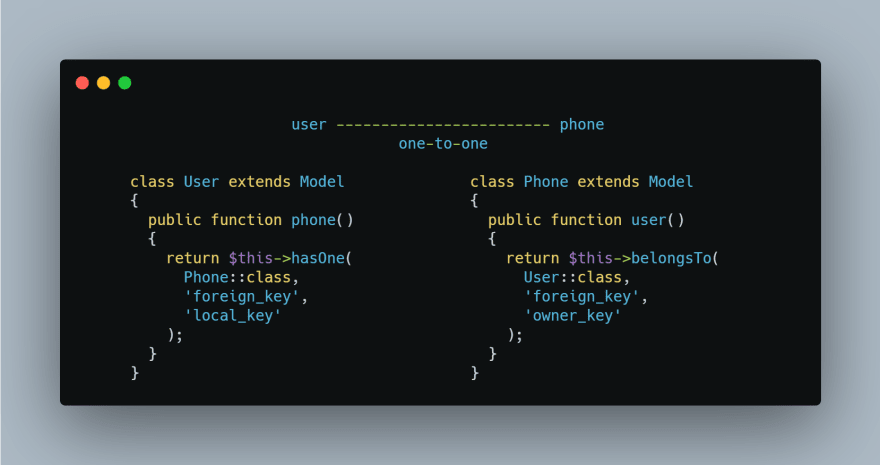 user ------------------------ phone
one-to-one
class User extends Model
{
public function phone()
{
return $this->hasOne(
Phone::class,
'foreign_key',
'local_key'
);
}
}
class Phone extends Model
{
public function user()
{
return $this->belongsTo(
User::class,
'foreign_key',
'owner_key'
);
}
}